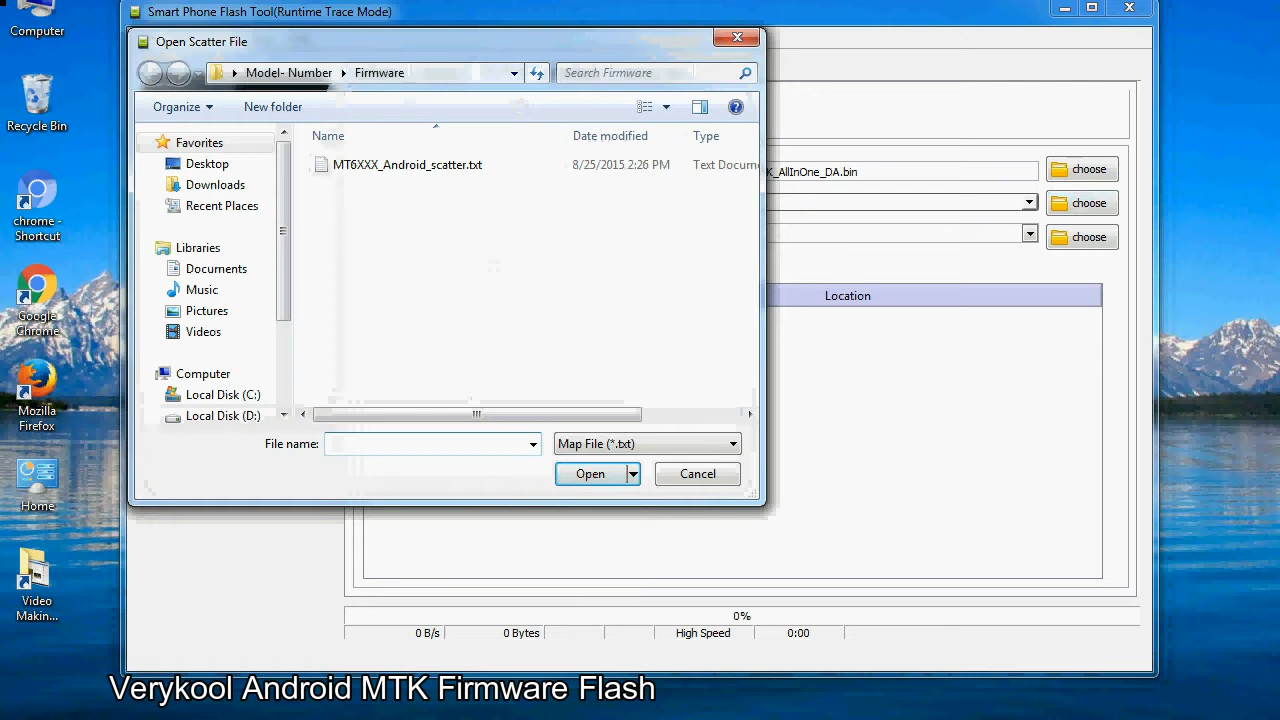 Smart Phone Flash Tool(Runtime Trace Mode)
Computer
Recycle Bin
chrome - Shortcut
Google Chrome
Mozilla Firefox
Home
Video Makin...
Open Scatter File
Model- Number
Firmware
Search Firmware
Organize
New folder
Name
Date modified
Type
MT6XXX_Android_scatter.txt
8/25/2015 2:26 PM
Text Docum
Favorites
Desktop
Downloads
Recent Places
Libraries
Documents
Music
Pictures
Videos
Computer
Local Disk (C:)
Local Disk (D:)
File name:
Map File (*.txt)
Open
Cancel
K_AllInOne_DA.bin
choose
choose
choose
Location
0%
0 B/s
0 Bytes
High Speed
0:00
Verykool Android MTK Firmware Flash